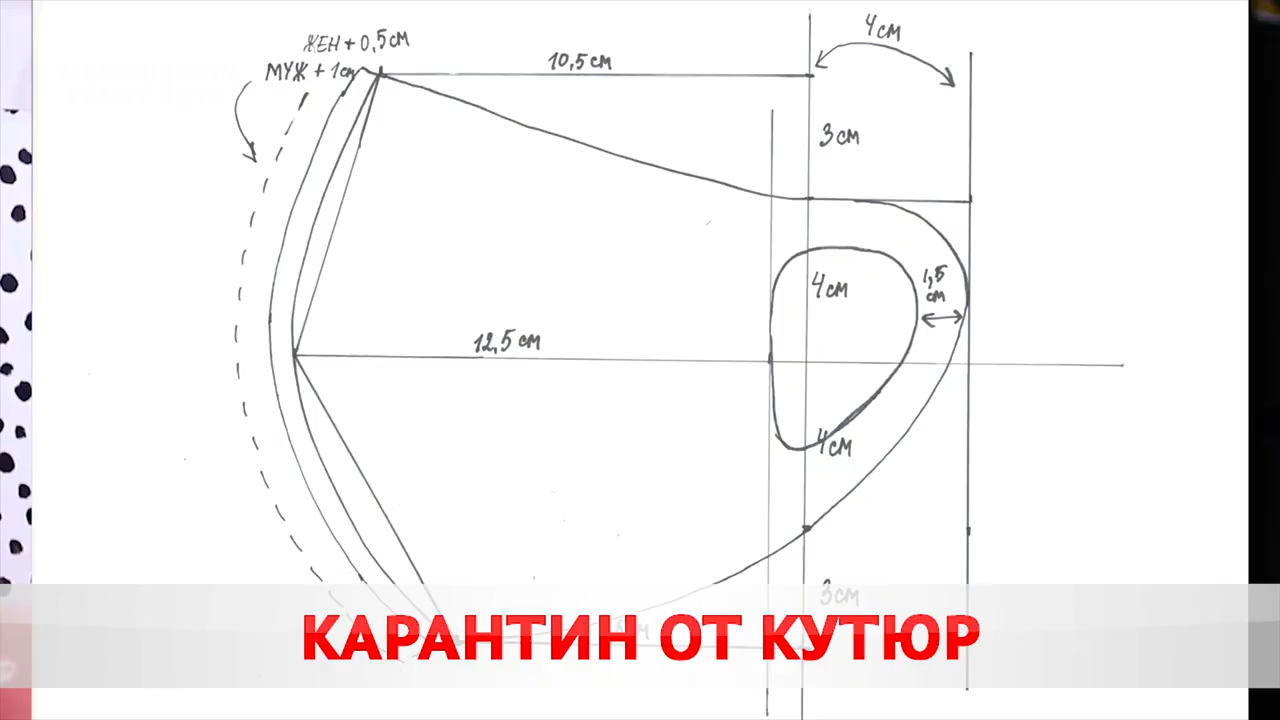 ЖЕН + 0,5 см
МУЖ + 1 см
10,5 см
4 см
3 см
4 см
1,5
см
12,5 см
4 см
3 см
КАРАНТИН ОТ КУТЮР